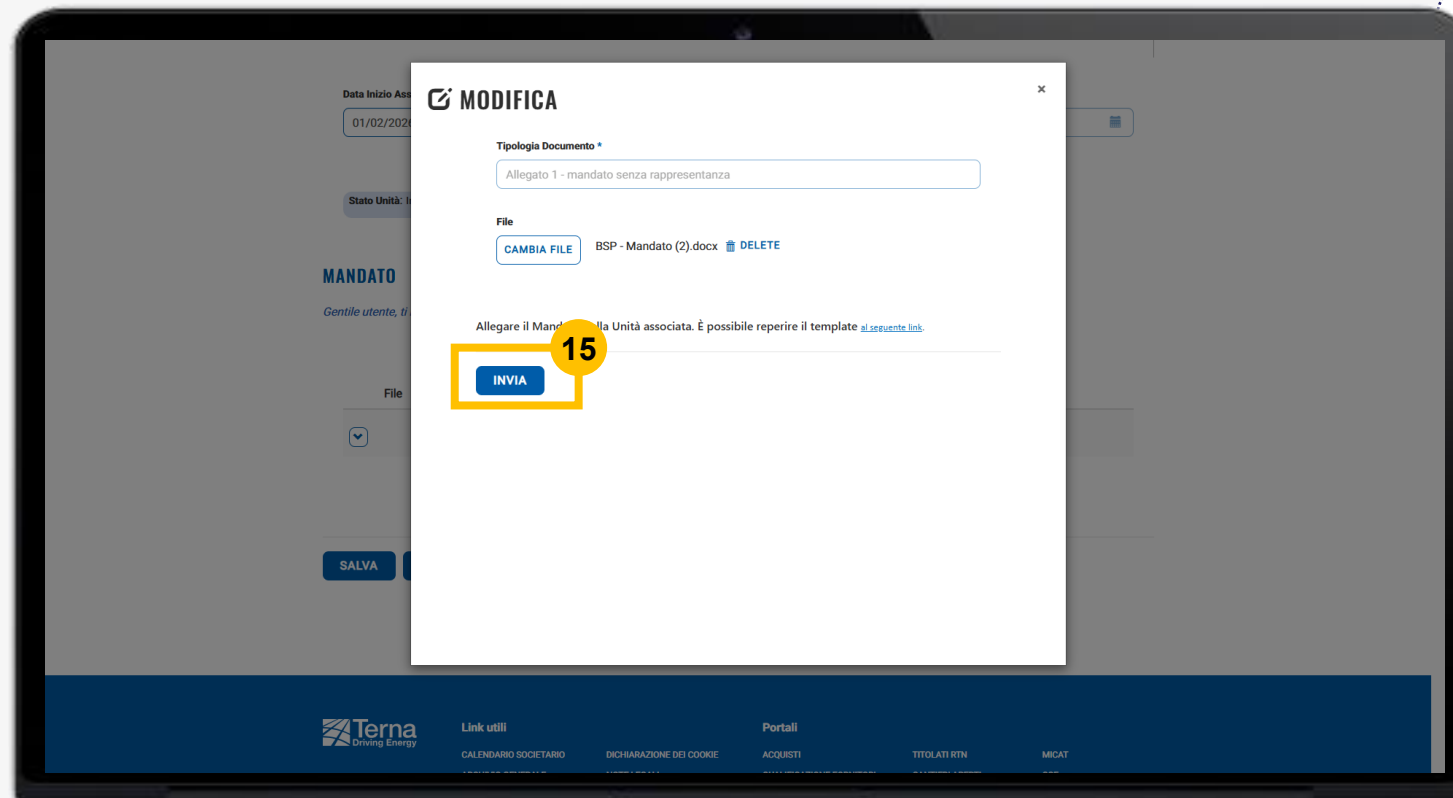 Data Inizio Ass
01/02/2026
Stato Unità: I
MANDATO
Gentile utente, ti
File
SALVA
MODIFICA
×
Tipologia Documento *
Allegato 1 - mandato senza rappresentanza
File
CAMBIA FILE
BSP - Mandato (2).docx
DELETE
Allegare il Mand lla Unità associata. È possibile reperire il template al seguente link.
15
INVIA
Terna
Driving Energy
Link utili
Portali
CALENDARIO SOCIETARIO
DICHIARAZIONE DEI COOKIE
ACQUISTI
TITOLATI RTN
MICAT